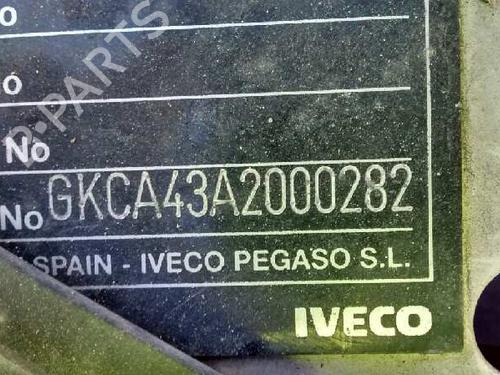 o
o
No
No GKCA43A2000282
SPAIN - IVECO PEGASO S.L.
IVECO